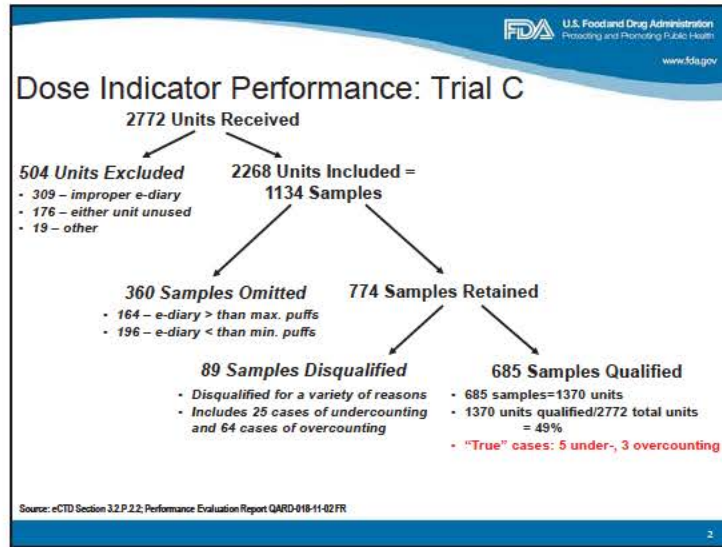 FDA U.S. Food and Drug Administration
Protecting and Promoting Public Health
www.fda.gov
Dose Indicator Performance: Trial C
2772 Units Received
504 Units Excluded
• 309 – improper e-diary
• 176 – either unit unused
• 19 – other
2268 Units Included =
1134 Samples
360 Samples Omitted
• 164 – e-diary > than max. puffs
• 196 – e-diary < than min. puffs
774 Samples Retained
89 Samples Disqualified
• Disqualified for a variety of reasons
• Includes 25 cases of undercounting
and 64 cases of overcounting
685 Samples Qualified
• 685 samples=1370 units
• 1370 units qualified/2772 total units
= 49%
• “True” cases: 5 under-, 3 overcounting
Source: eCTD Section 3.2.P.2.2; Performance Evaluation Report QARD-018-11-02 FR
2